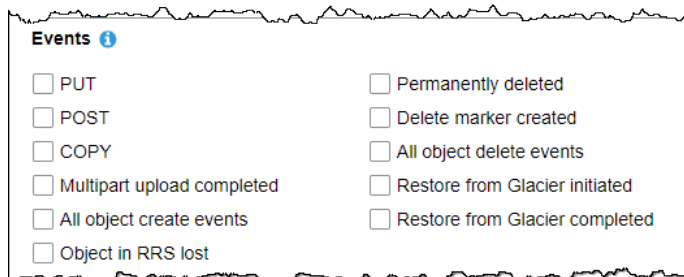 Events
PUT
POST
COPY
Multipart upload completed
All object create events
Object in RRS lost
Permanently deleted
Delete marker created
All object delete events
Restore from Glacier initiated
Restore from Glacier completed